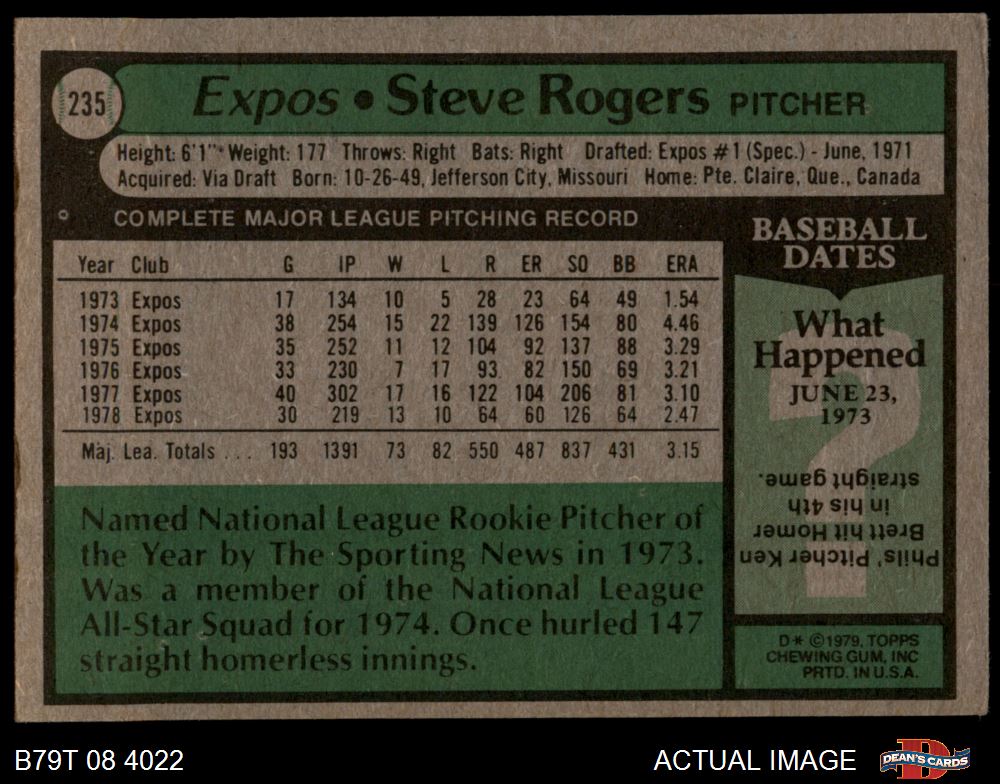 235
Expos • Steve Rogers PITCHER
Height: 6'1" Weight: 177 Throws: Right Bats: Right Drafted: Expos #1 (Spec.) - June, 1971
Acquired: Via Draft Born: 10-26-49, Jefferson City, Missouri Home: Pte. Claire, Que., Canada
COMPLETE MAJOR LEAGUE PITCHING RECORD
Year Club G IP W L R ER SO BB ERA
1973 Expos 17 134 10 5 28 23 64 49 1.54
1974 Expos 38 254 15 22 139 126 154 80 4.46
1975 Expos 35 252 11 12 104 92 137 88 3.29
1976 Expos 33 230 7 17 93 82 150 69 3.21
1977 Expos 40 302 17 16 122 104 206 81 3.10
1978 Expos 30 219 13 10 64 60 126 64 2.47
Maj. Lea. Totals . . . 193 1391 73 82 550 487 837 431 3.15
Named National League Rookie Pitcher of
the Year by The Sporting News in 1973.
Was a member of the National League
All-Star Squad for 1974. Once hurled 147
straight homerless innings.
BASEBALL
DATES
What
Happened
JUNE 23,
1973
?
Phils' Pitcher Ken
Brett hit Homer
in his 4th
straight game.
D* ©1979, TOPPS
CHEWING GUM, INC
PRTD. IN U.S.A.
B79T 08 4022
ACTUAL IMAGE
D
DEAN'S CARDS